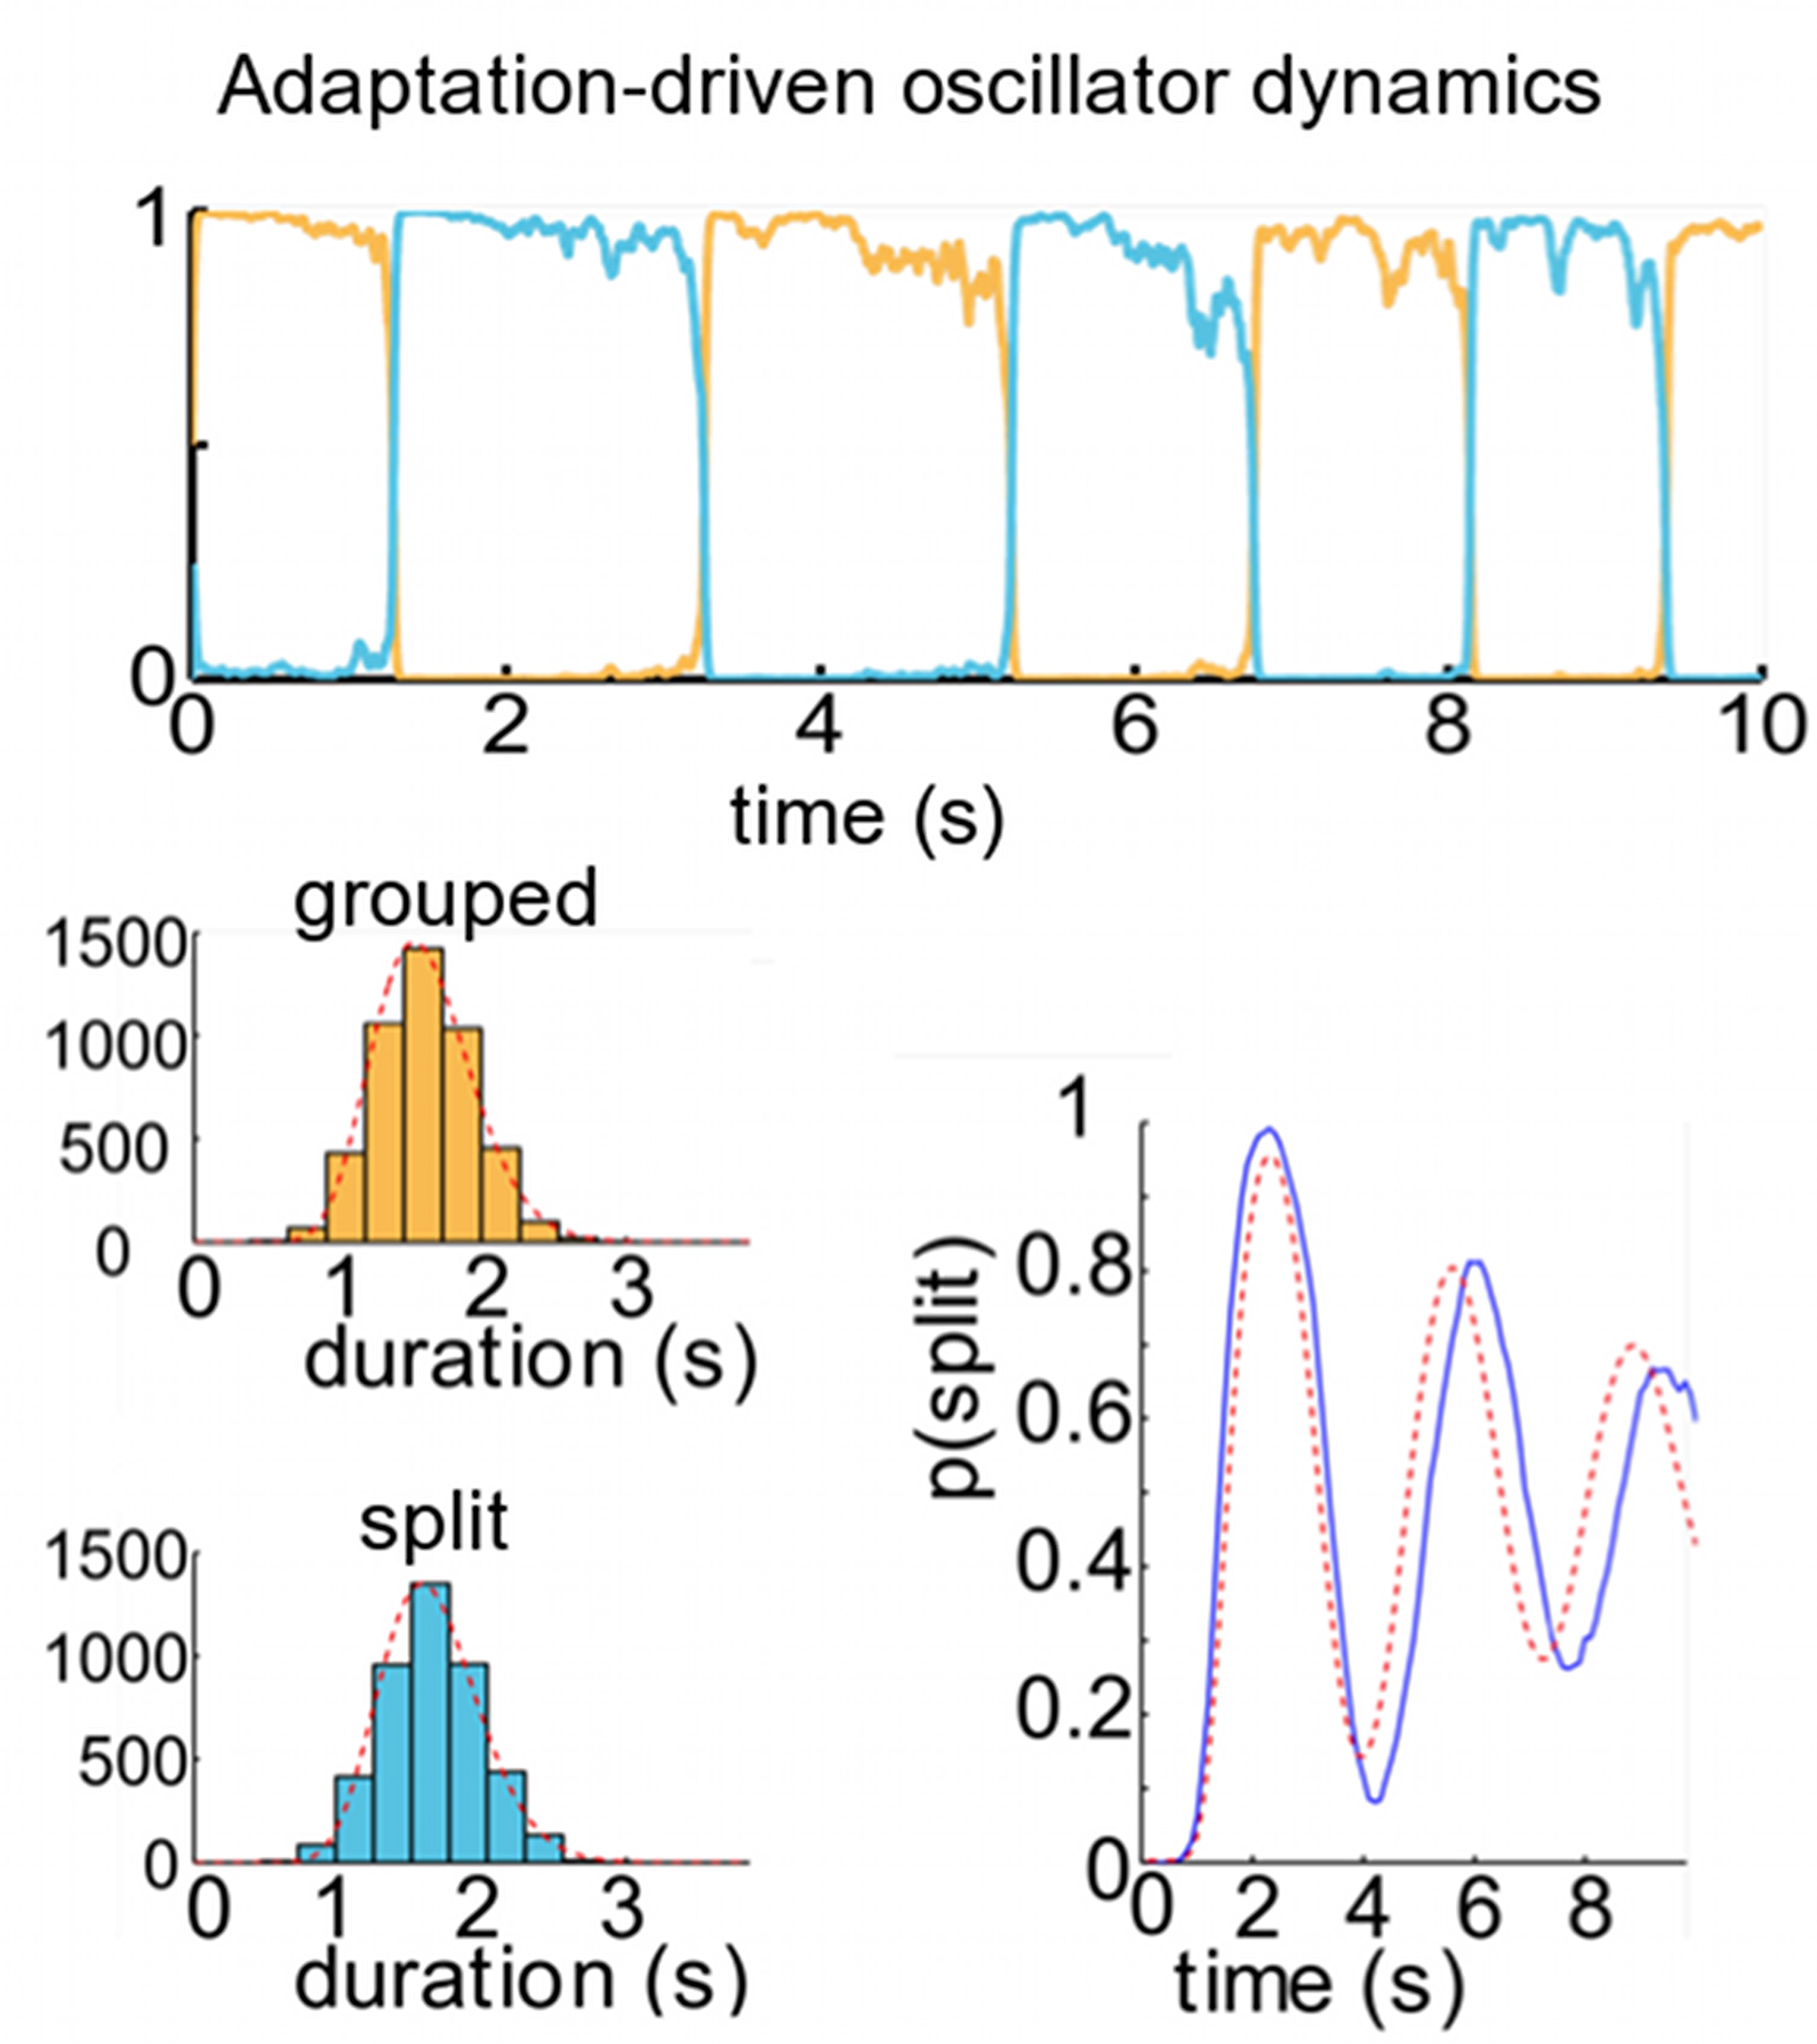 Adaptation-driven oscillator dynamics
1
0
0 2 4 6 8 10
time (s)
grouped
1500
1000
500
0
0 1 2 3
duration (s)
split
1500
1000
500
0
0 1 2 3
duration (s)
1
0.8
0.6
0.4
0.2
0
p(split)
0 2 4 6 8
time (s)